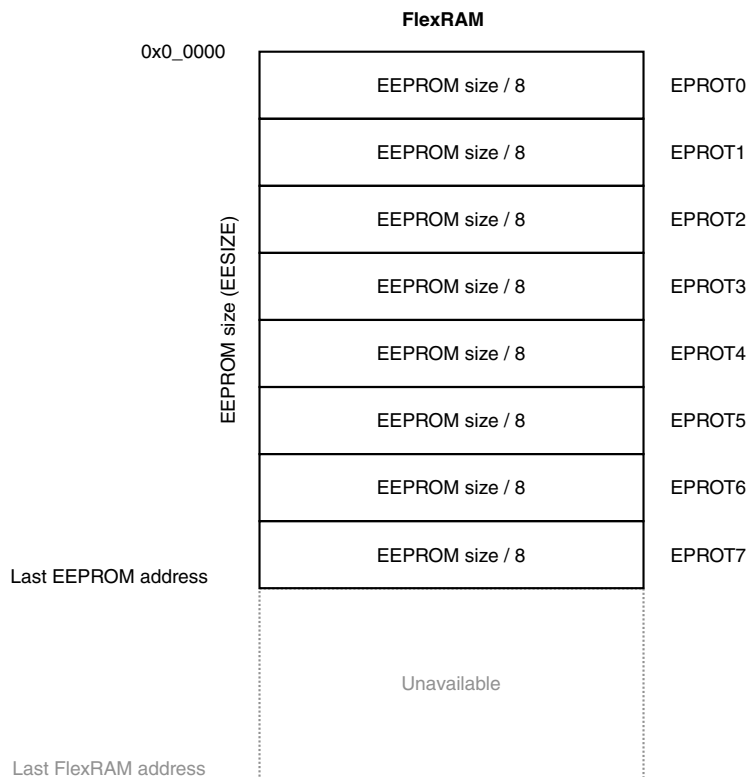 FlexRAM
0x0_0000
EEPROM size / 8 EPROT0
EEPROM size / 8 EPROT1
EEPROM size / 8 EPROT2
EEPROM size / 8 EPROT3
EEPROM size / 8 EPROT4
EEPROM size / 8 EPROT5
EEPROM size / 8 EPROT6
EEPROM size / 8 EPROT7
EEPROM size (EESIZE)
Last EEPROM address
Unavailable
Last FlexRAM address